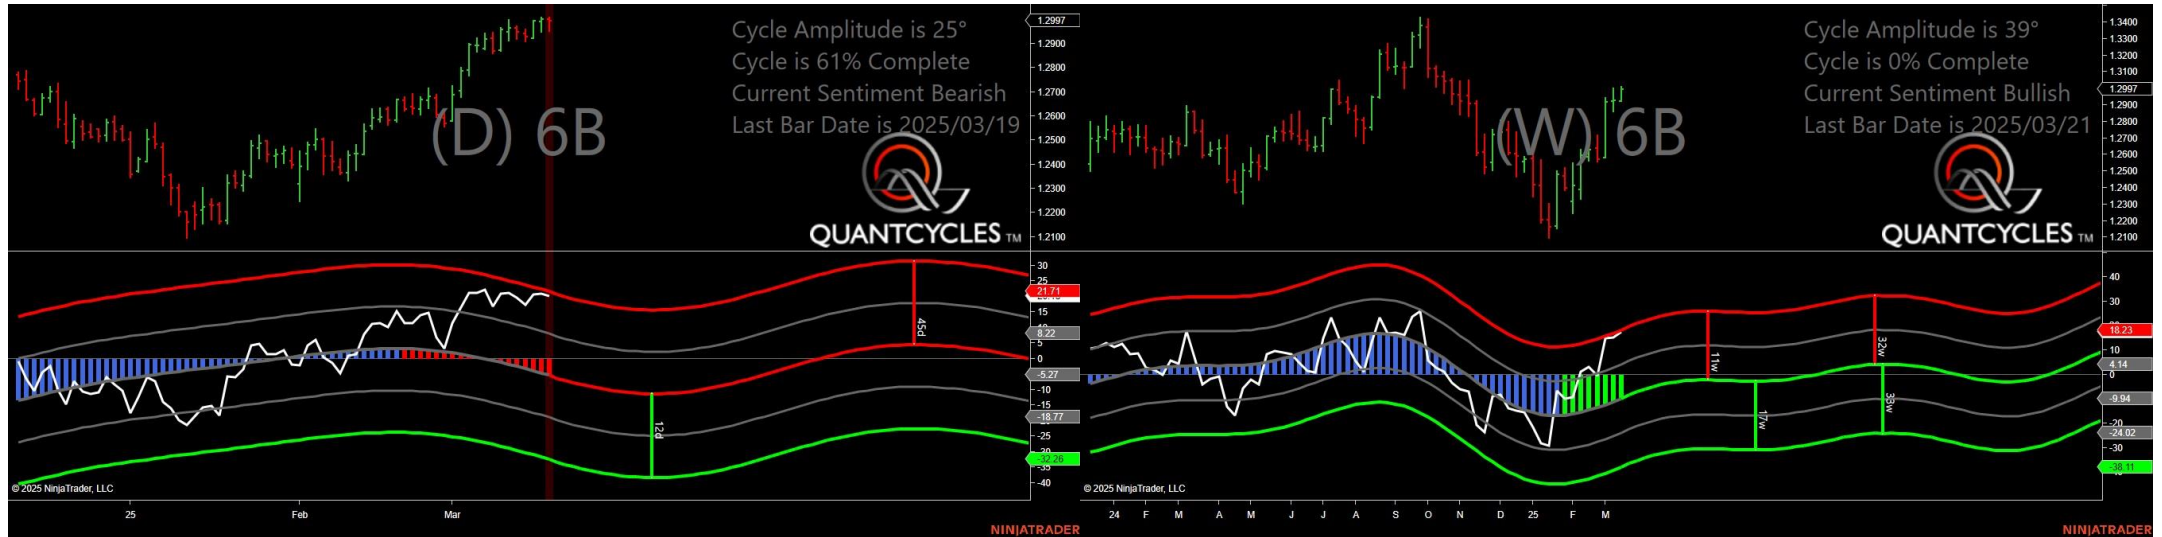 Cycle Amplitude is 25°
Cycle is 61% Complete
Current Sentiment Bearish
Last Bar Date is 2025/03/19
(D) 6B
QUANTCYCLES TM
1.2997
1.2900
1.2800
1.2700
1.2600
1.2500
1.2400
1.2300
1.2200
1.2100
30
25
21.71
15
8.22
5
0
-5.27
-10
-15
-18.77
-25
-32.26
-35
-40
45d
12d
© 2025 NinjaTrader, LLC
25
Feb
Mar
NINJATRADER
Cycle Amplitude is 39°
Cycle is 0% Complete
Current Sentiment Bullish
Last Bar Date is 2025/03/21
(W) 6B
QUANTCYCLES TM
1.3400
1.3300
1.3200
1.3100
1.2997
1.2900
1.2800
1.2700
1.2600
1.2500
1.2400
1.2300
1.2200
1.2100
40
30
18.23
10
4.14
0
-9.94
-20
-24.02
-30
-38.11
11w
32w
17w
33w
© 2025 NinjaTrader, LLC
24 F M A M J J A S O N D 25 F M
NINJATRADER